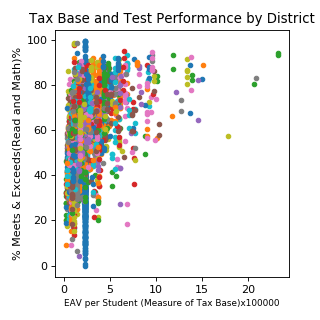 Tax Base and Test Performance by District
% Meets & Exceeds(Read and Math)%
100
80
60
40
20
0
0 5 10 15 20
EAV per Student (Measure of Tax Base)x100000